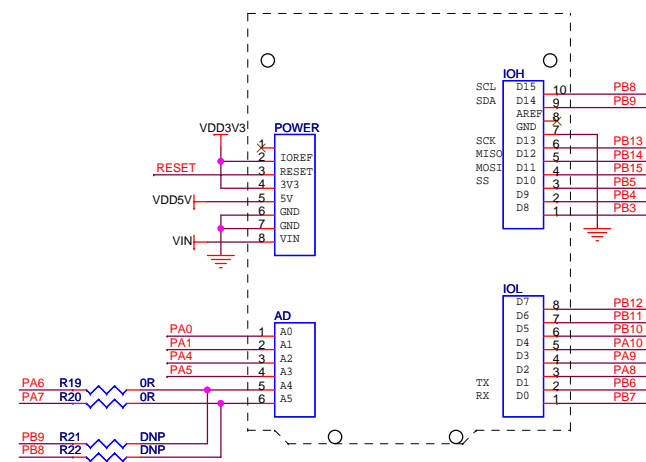 IOH
SCL D15 10 PB8
SDA D14 9 PB9
AREF 8
GND 7
SCK D13 6 PB13
MISO D12 5 PB14
MOSI D11 4 PB15
SS D10 3 PB5
D9 2 PB4
D8 1 PB3
VDD3V3 POWER
1
2 IOREF
RESET 3 RESET
4 3V3
VDD5V 5 5V
6 GND
7 GND
VIN 8 VIN
IOL
D7 8 PB12
D6 7 PB11
D5 6 PB10
D4 5 PA10
D3 4 PA9
D2 3 PA8
TX D1 2 PB6
RX D0 1 PB7
AD
PA0 1 A0
PA1 2 A1
PA4 3 A2
PA5 4 A3
PA6 R19 0R 5 A4
PA7 R20 0R 6 A5
PB9 R21 DNP
PB8 R22 DNP